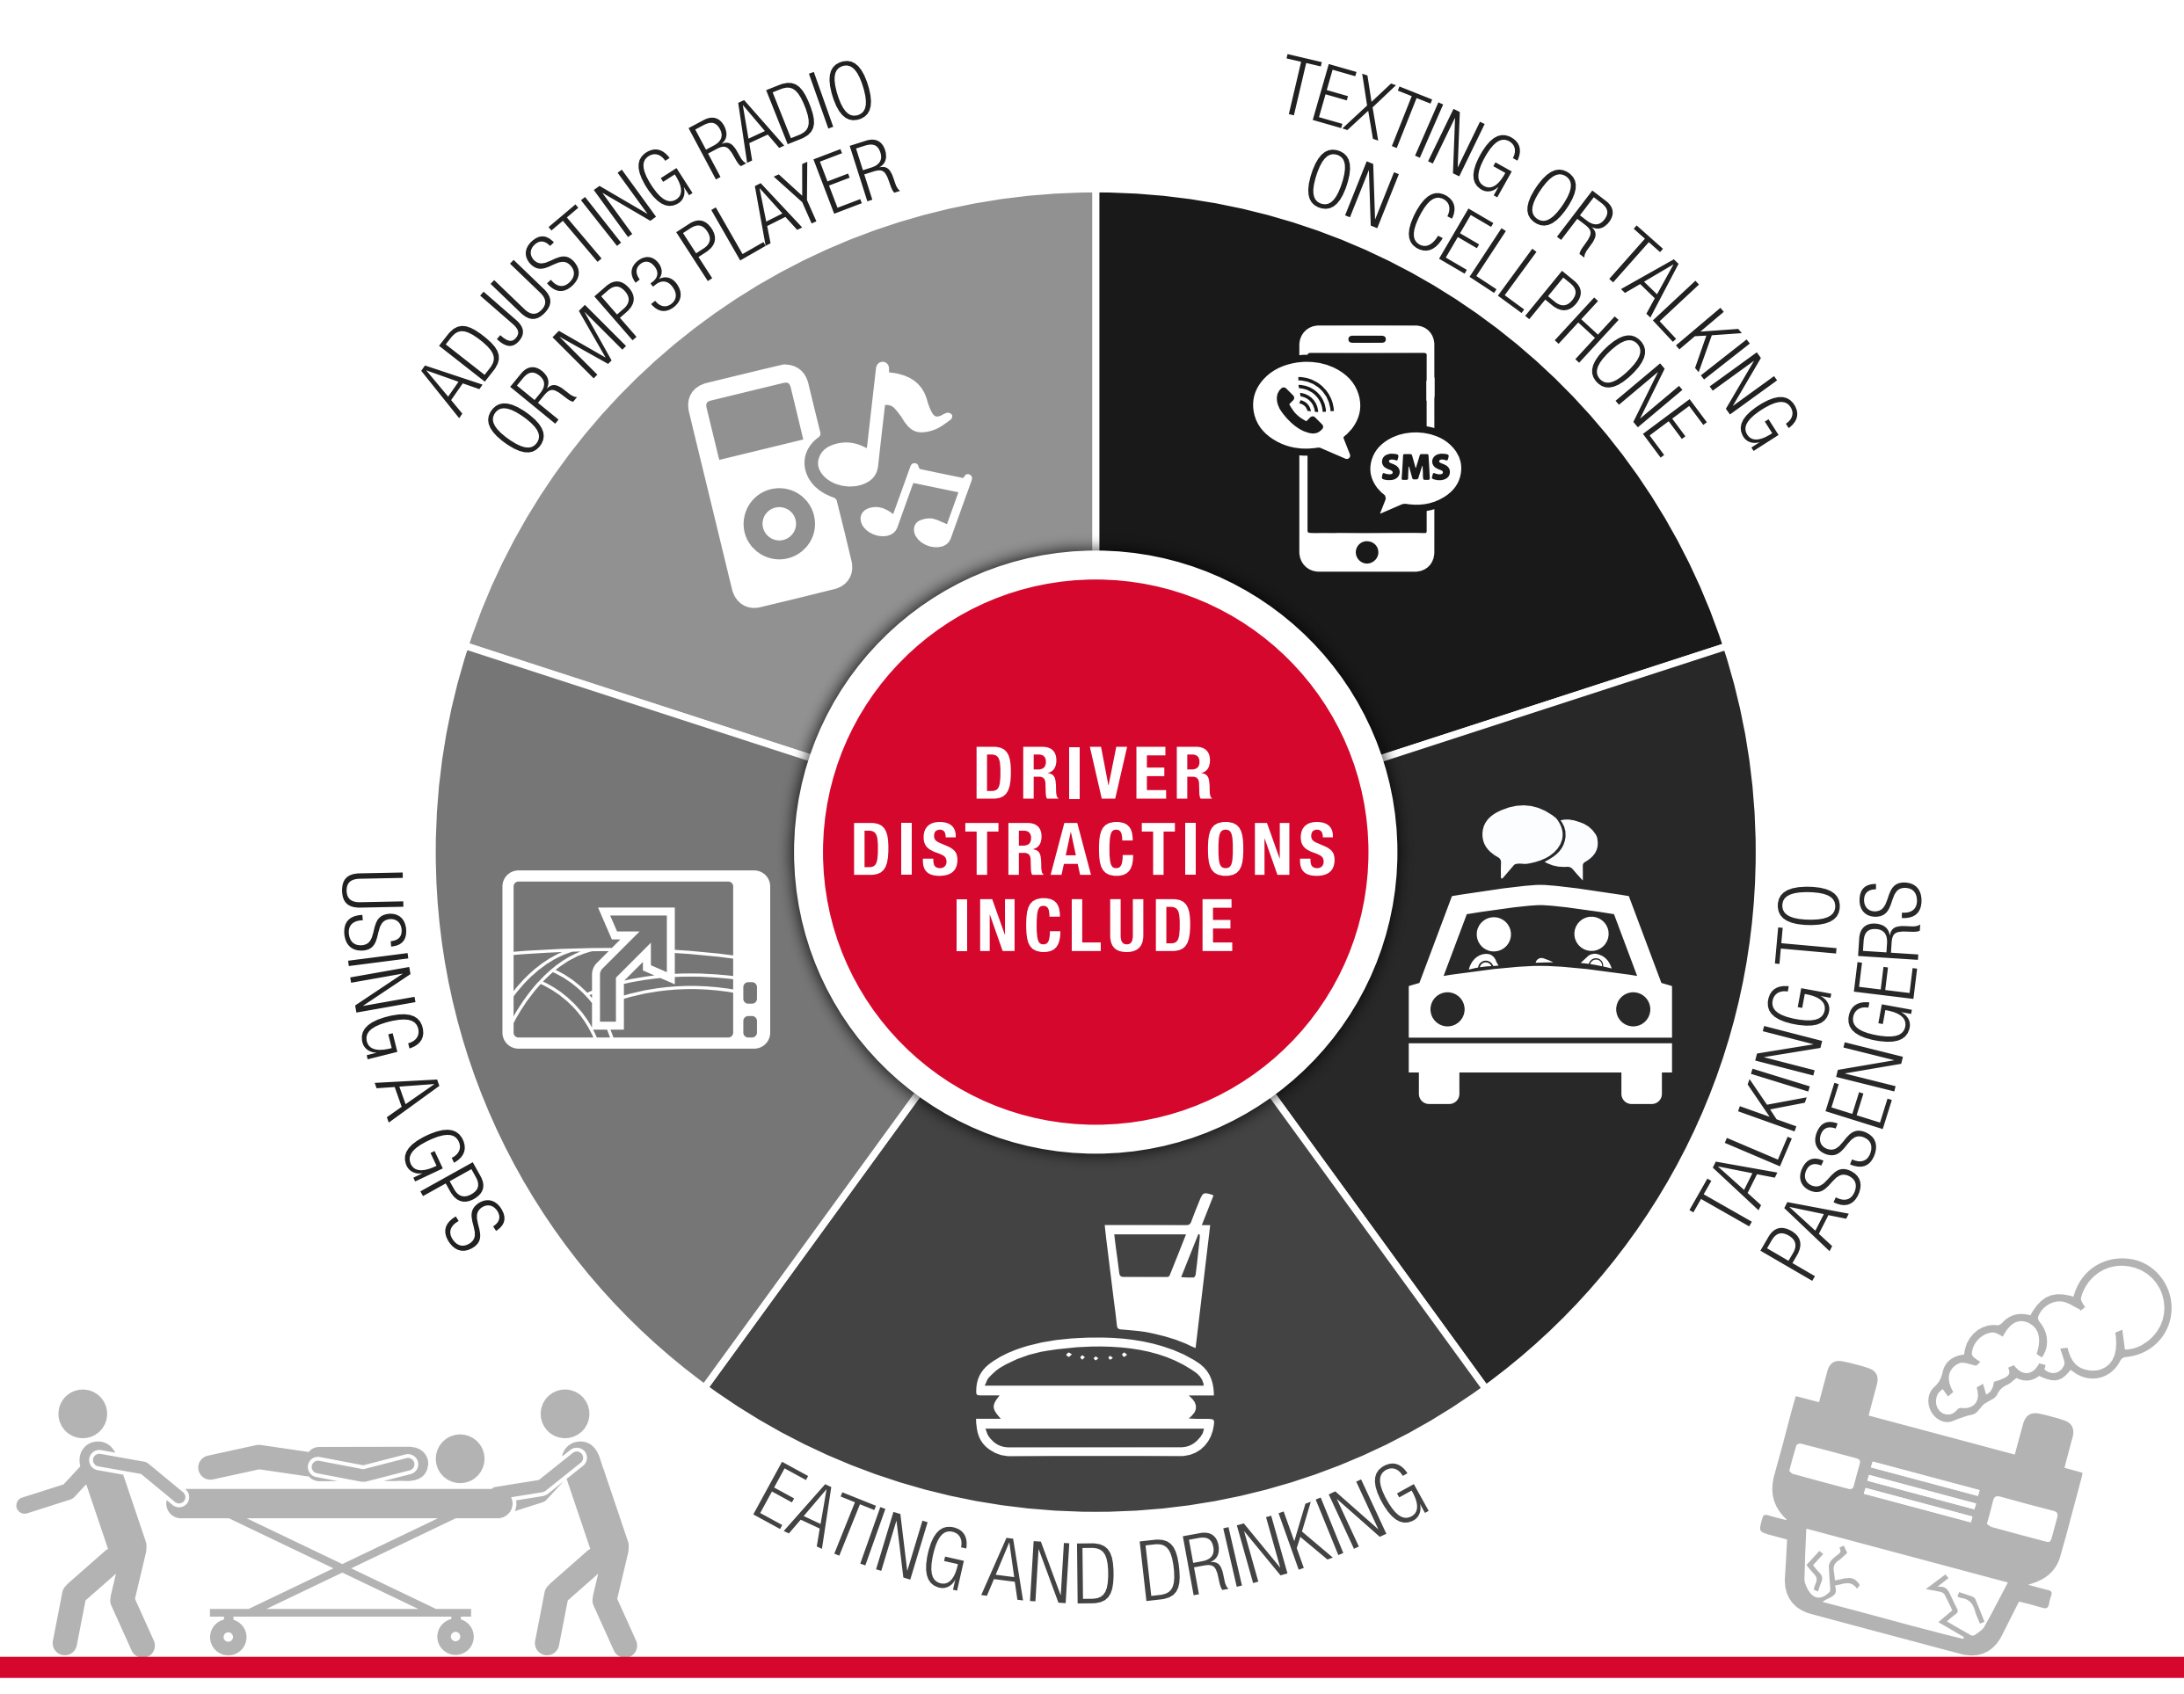 ADJUSTING RADIO
OR MP3 PLAYER
TEXTING OR TALKING
ON CELLPHONE
SMS
DRIVER
DISTRACTIONS
INCLUDE
USING A GPS
TALKING TO
PASSENGERS
EATING AND DRINKING